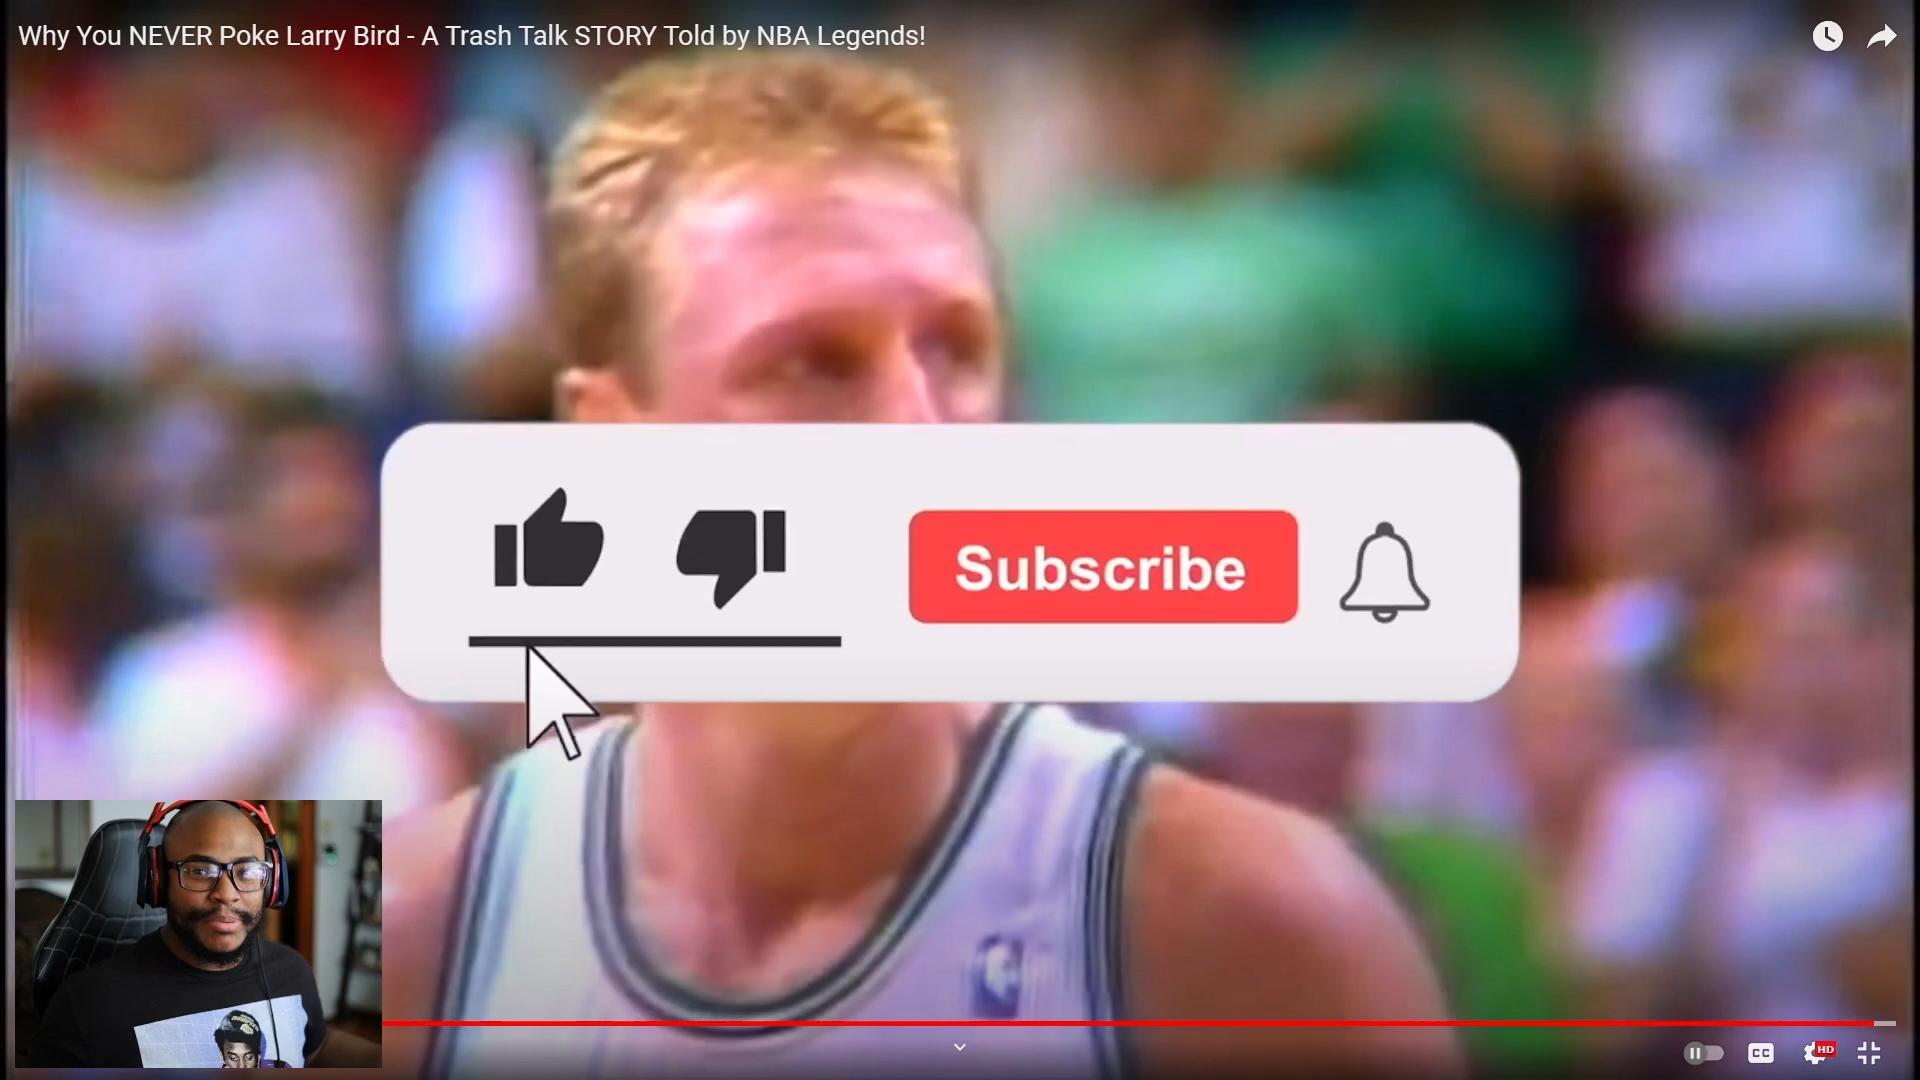 Why You NEVER Poke Larry Bird - A Trash Talk STORY Told by NBA Legends!
Subscribe
CC
HD